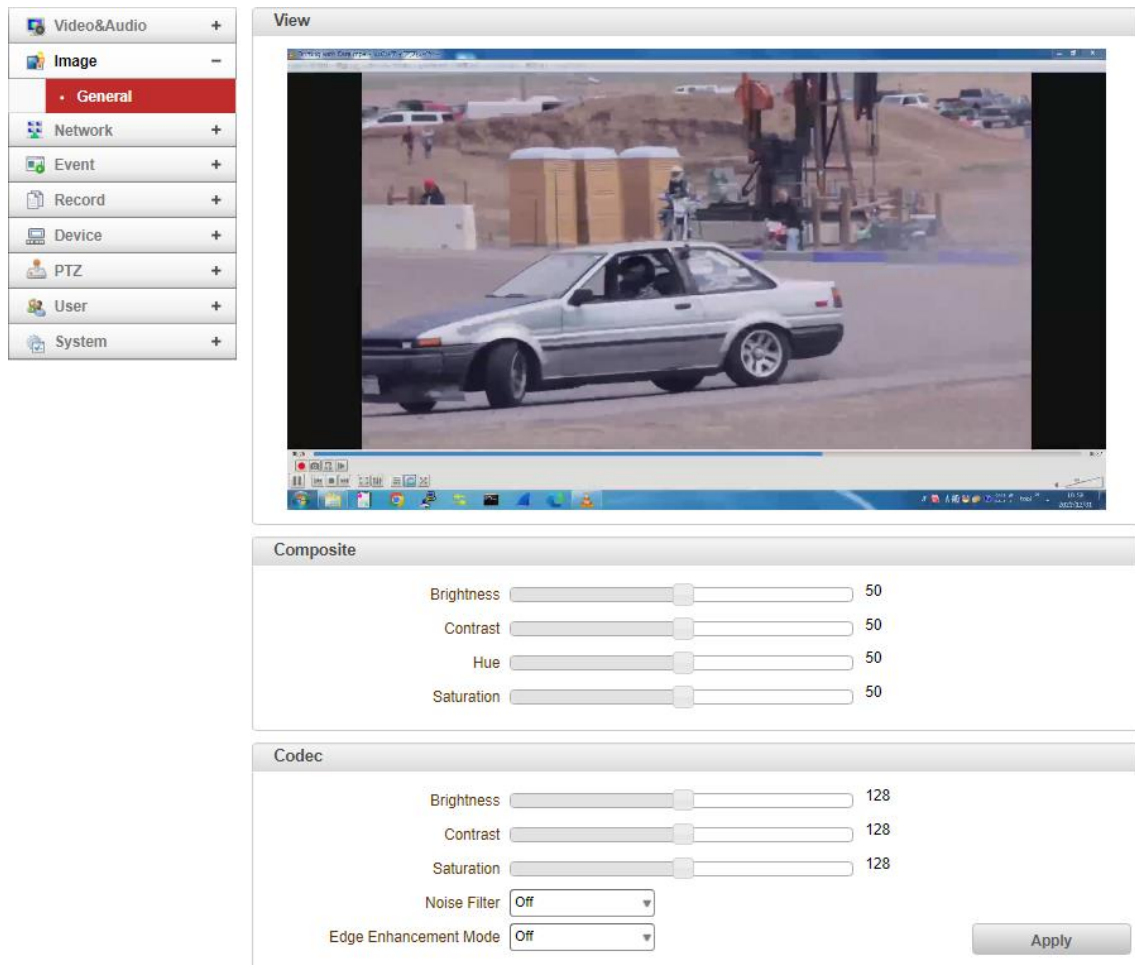 Video&Audio +
Image −
• General
Network +
Event +
Record +
Device +
PTZ +
User +
System +
View
Composite
Brightness 50
Contrast 50
Hue 50
Saturation 50
Codec
Brightness 128
Contrast 128
Saturation 128
Noise Filter Off
Edge Enhancement Mode Off
Apply